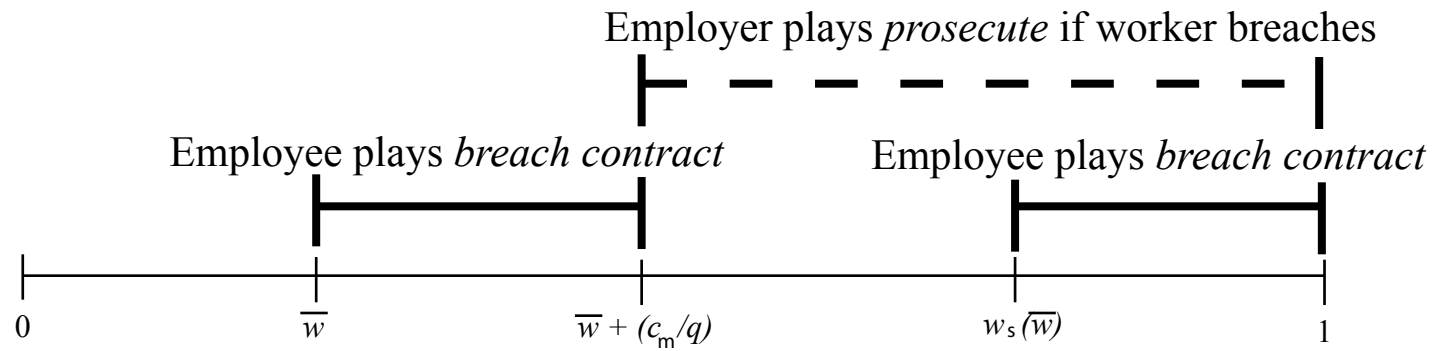 Employer plays prosecute if worker breaches
Employee plays breach contract
Employee plays breach contract
0
w̅
w̅ + (cₘ/q)
wₛ(w̅)
1